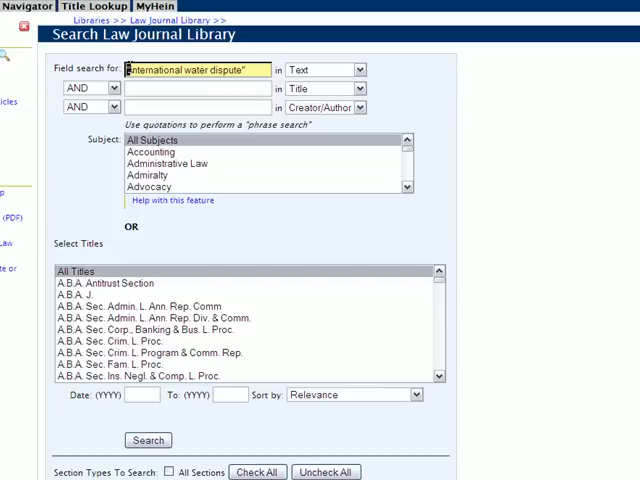 Navigator Title Lookup MyHein
Libraries >> Law Journal Library >>
Search Law Journal Library
Field search for: international water dispute" in Text
AND in Title
AND in Creator/Author
Use quotations to perform a "phrase search"
Subject: All Subjects
Accounting
Administrative Law
Admiralty
Advocacy
Help with this feature
OR
Select Titles
All Titles
A.B.A. Antitrust Section
A.B.A. J.
A.B.A. Sec. Admin. L. Ann. Rep. Comm
A.B.A. Sec. Admin. L. Ann. Rep. Div. & Comm.
A.B.A. Sec. Corp., Banking & Bus. L. Proc.
A.B.A. Sec. Crim. L. Proc.
A.B.A. Sec. Crim. L. Program & Comm. Rep.
A.B.A. Sec. Fam. L. Proc.
A.B.A. Sec. Ins. Negl. & Comp. L. Proc.
Date: (YYYY) To: (YYYY) Sort by: Relevance
Search
Section Types To Search: All Sections Check All Uncheck All
(PDF)
aw
te or